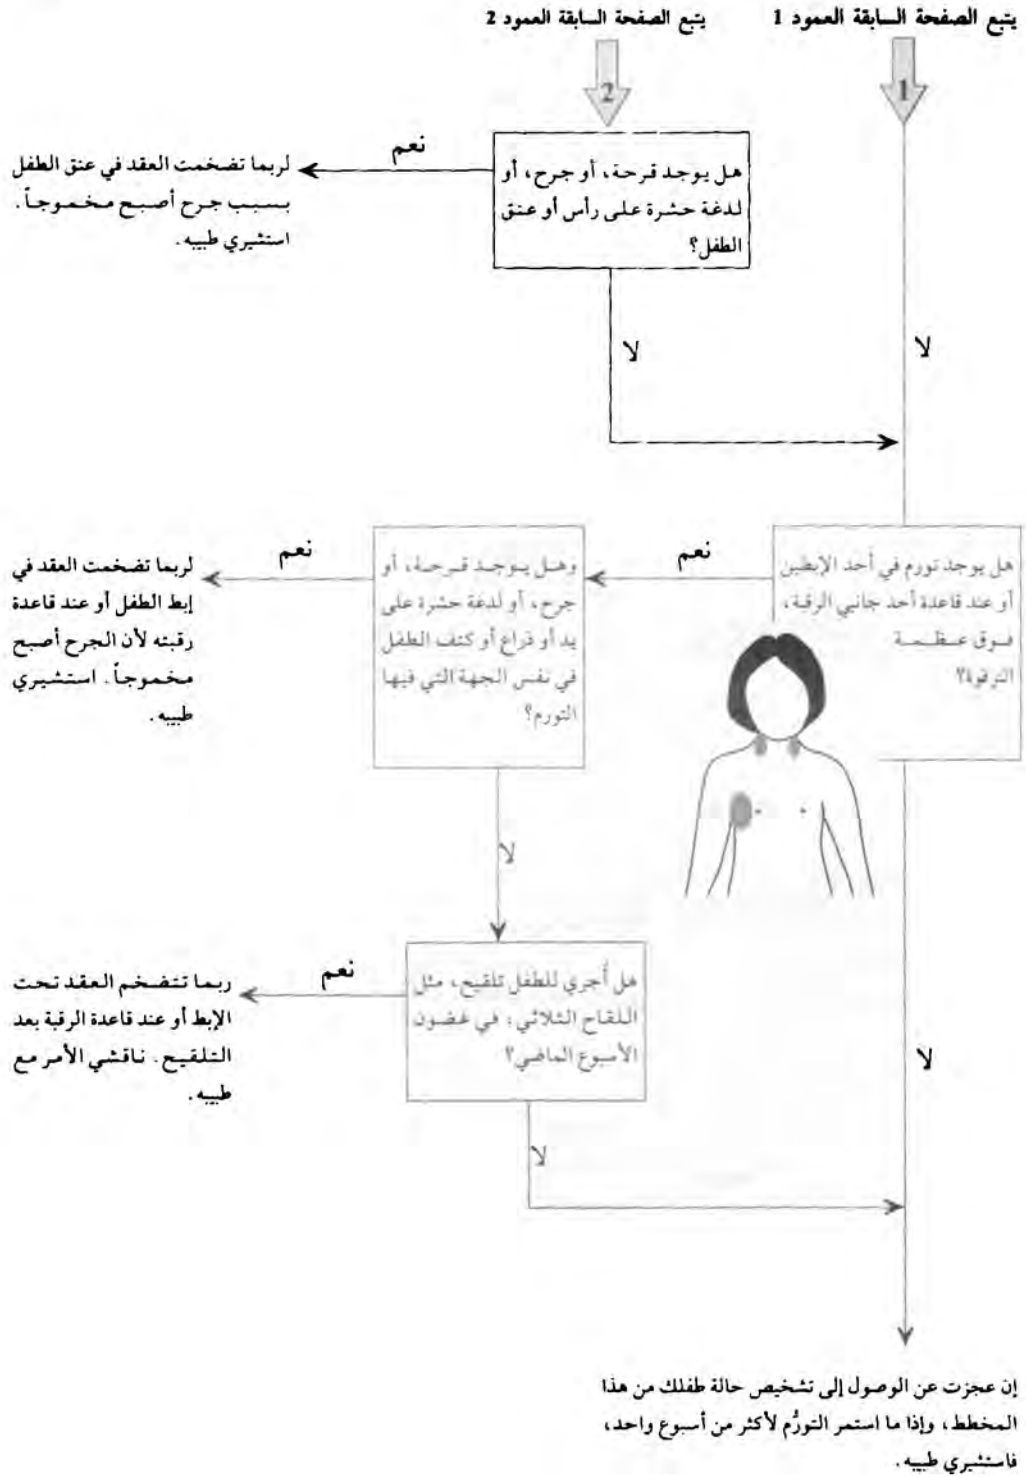 يتبع الصفحة السابقة العمود 1
يتبع الصفحة السابقة العمود 2
1
2
هل يوجد قرحة، أو جرح، أو
لدغة حشرة على رأس أو عنق
الطفل؟
نعم
لربما تضخمت العقد في عنق الطفل
بسبب جرح أصبح مخموجاً.
استشيري طبيبه.
لا
لا
هل يوجد تورم في أحد الإبطين
أو عند قاعدة أحد جانبي الرقبة،
فوق عظمة
الترقوة؟
نعم
وهل يوجد قرحة، أو
جرح، أو لدغة حشرة على
يد أو ذراع أو كتف الطفل
في نفس الجهة التي فيها
التورم؟
نعم
لربما تضخمت العقد في
إبط الطفل أو عند قاعدة
رقبته لأن الجرح أصبح
مخموجاً. استشيري
طبيبه.
لا
هل أُجري للطفل تلقيح، مثل
اللقاح الثلاثي، في غضون
الأسبوع الماضي؟
نعم
ربما تتضخم العقد تحت
الإبط أو عند قاعدة الرقبة بعد
التلقيح. ناقشي الأمر مع
طبيبه.
لا
لا
إن عجزت عن الوصول إلى تشخيص حالة طفلك من هذا
المخطط، وإذا ما استمر التورُّم لأكثر من أسبوع واحد،
فاستشيري طبيبه.